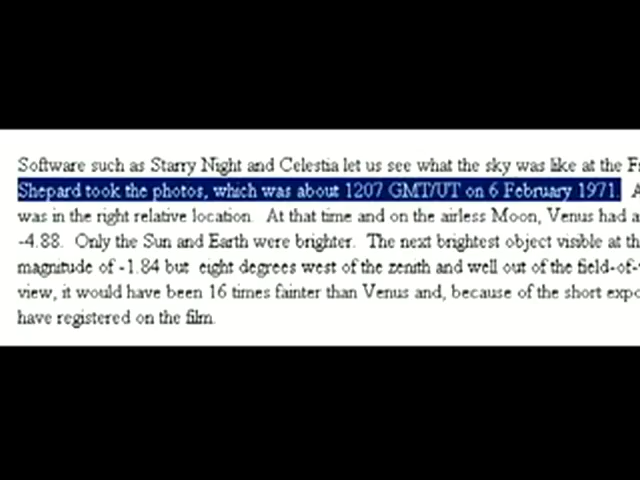 Software such as Starry Night and Celestia let us see what the sky was like at the
Shepard took the photos, which was about 1207 GMT/UT on 6 February 1971.
was in the right relative location. At that time and on the airless Moon, Venus had a
-4.88. Only the Sun and Earth were brighter. The next brightest object visible at
magnitude of -1.84 but eight degrees west of the zenith and well out of the field-of-
view, it would have been 16 times fainter than Venus and, because of the short
have registered on the film.